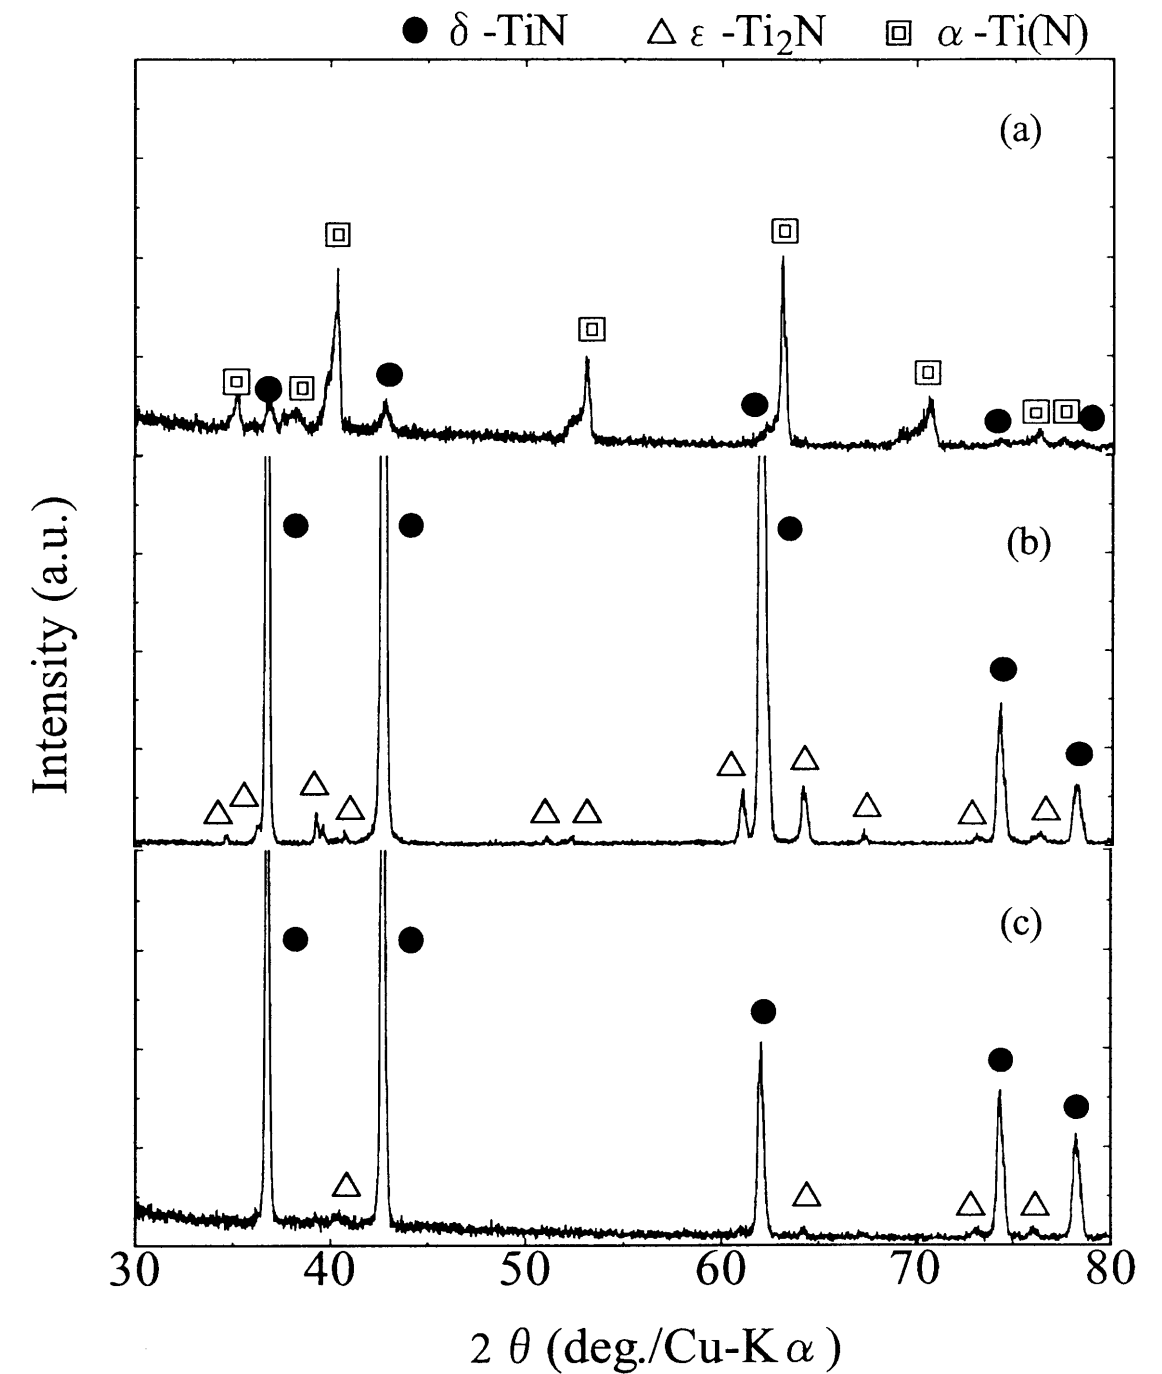 ● δ -TiN △ ε -Ti₂N ▣ α -Ti(N)
(a)
(b)
(c)
Intensity (a.u.)
30 40 50 60 70 80
2 θ (deg./Cu-K α )